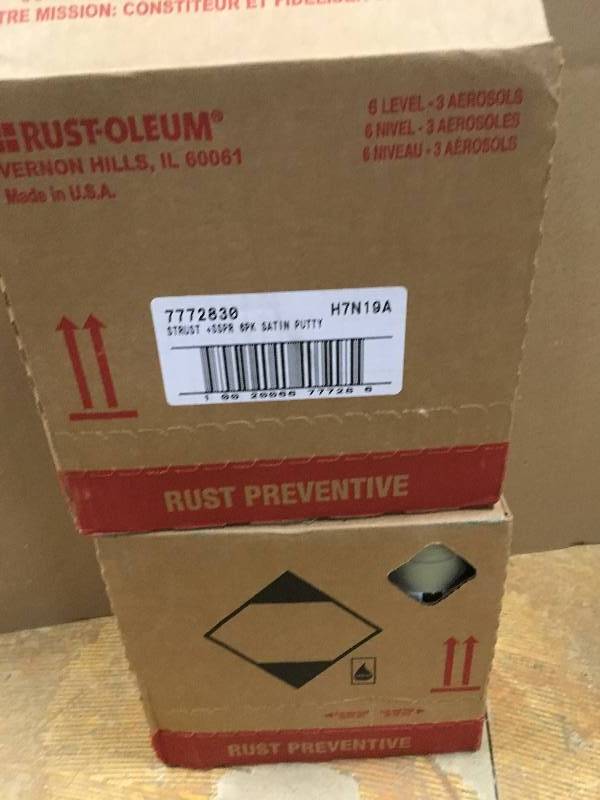 TRE MISSION: CONSTITEUR ET
RUST-OLEUM®
VERNON HILLS, IL 60061
Made in U.S.A.
6 LEVEL - 3 AEROSOLS
6 NIVEL - 3 AEROSOLES
6 NIVEAU - 3 AÉROSOLS
7772830 H7N19A
STRUST +SSPR 6PK SATIN PUTTY
RUST PREVENTIVE
RUST PREVENTIVE